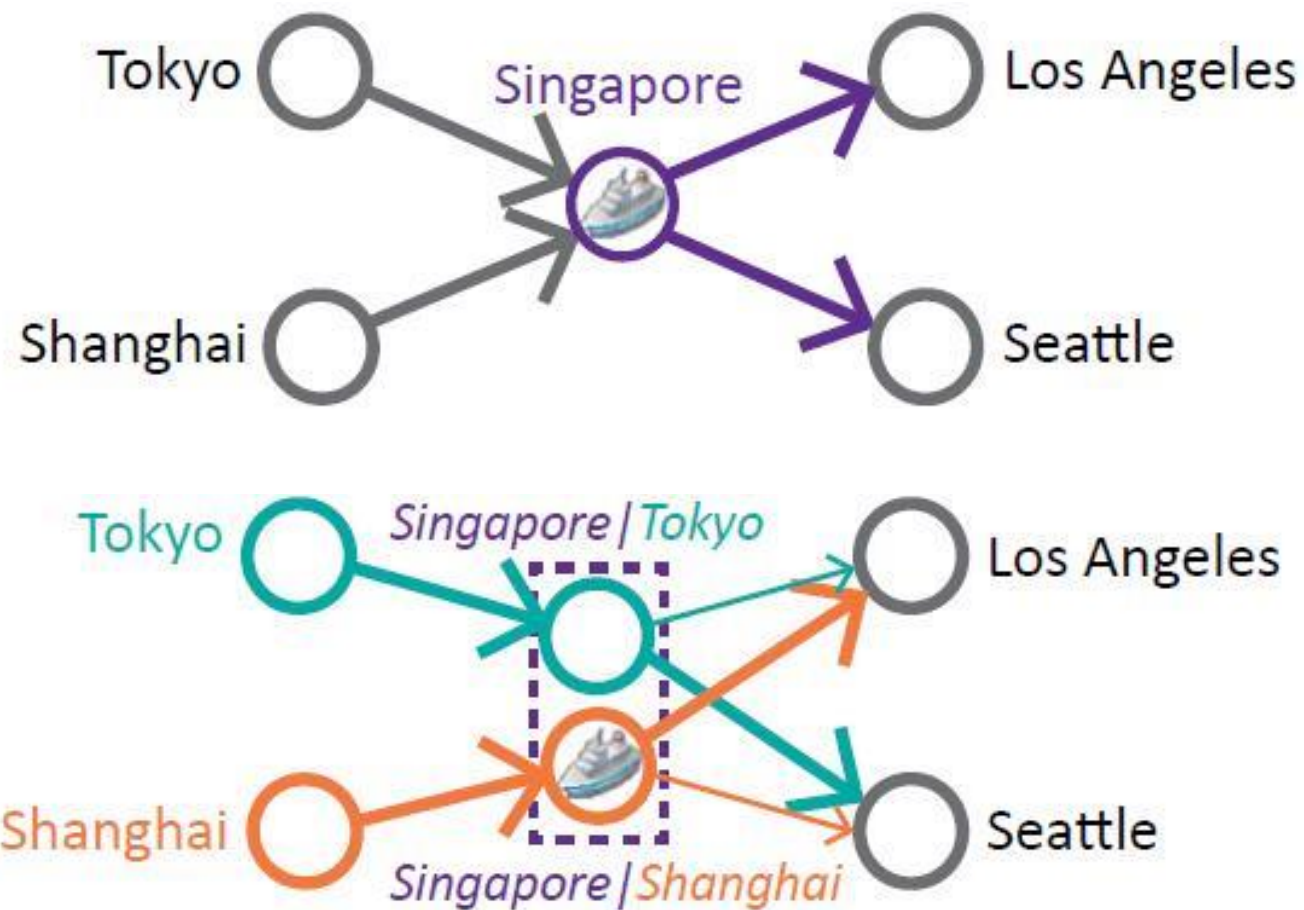 Tokyo
Singapore
Los Angeles
Shanghai
Seattle
Tokyo
Singapore|Tokyo
Los Angeles
Shanghai
Seattle
Singapore|Shanghai